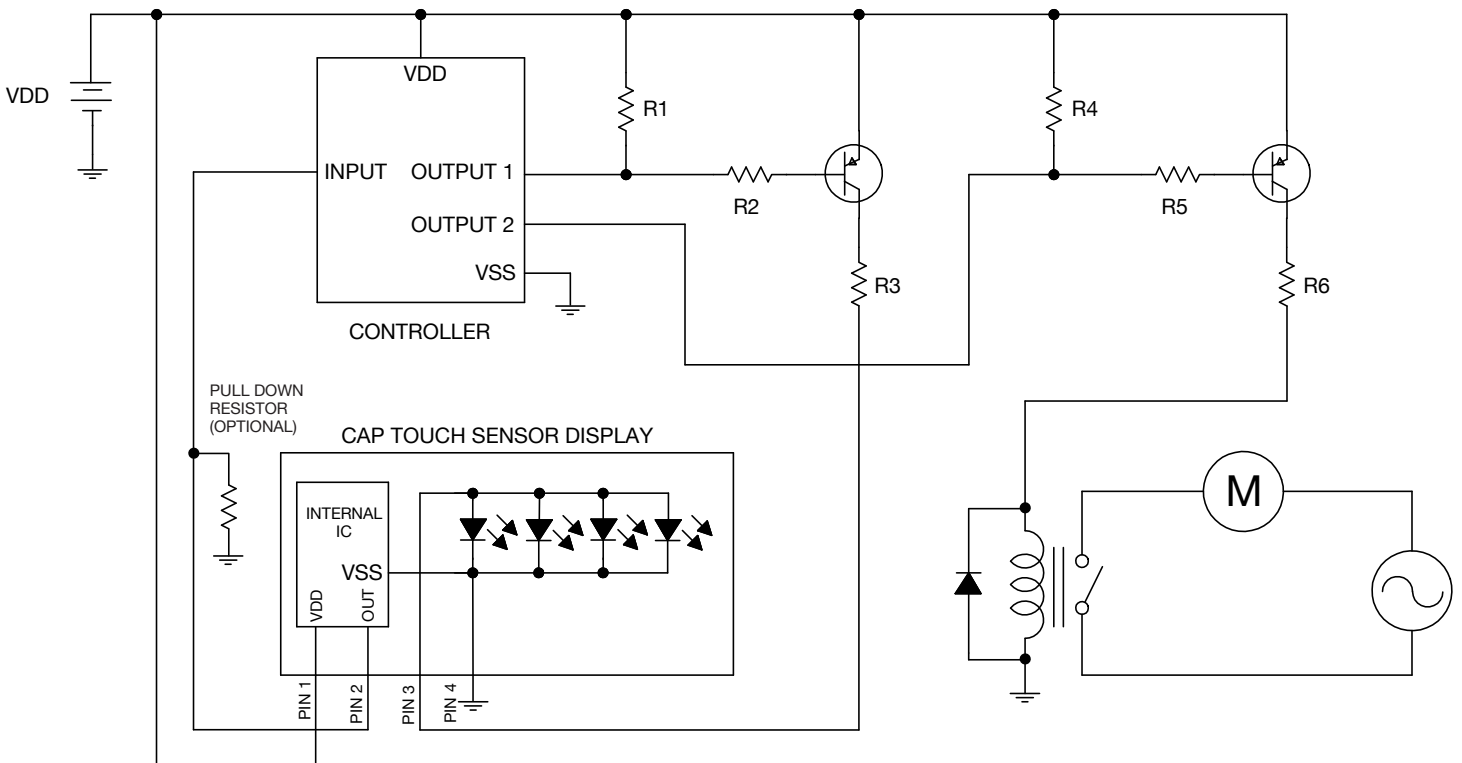 VDD
VDD
INPUT
OUTPUT 1
OUTPUT 2
VSS
CONTROLLER
R1
R2
R3
R4
R5
R6
PULL DOWN
RESISTOR
(OPTIONAL)
CAP TOUCH SENSOR DISPLAY
INTERNAL
IC
VSS
VDD
OUT
PIN 1
PIN 2
PIN 3
PIN 4
M